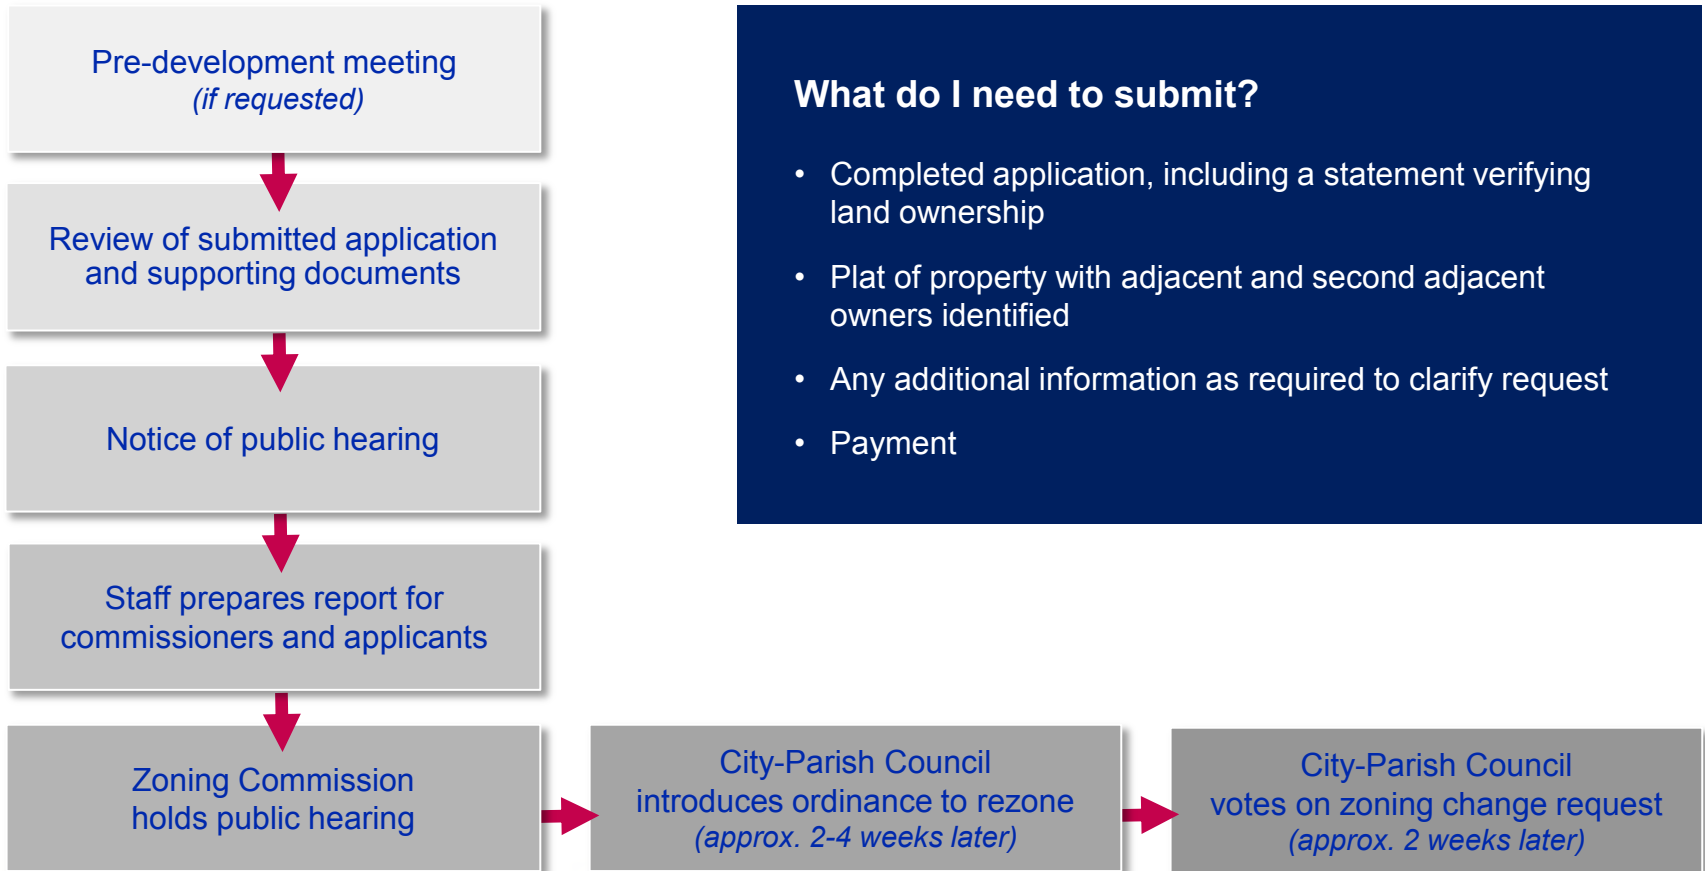 Pre-development meeting
(if requested)
Review of submitted application
and supporting documents
Notice of public hearing
Staff prepares report for
commissioners and applicants
Zoning Commission
holds public hearing
City-Parish Council
introduces ordinance to rezone
(approx. 2-4 weeks later)
City-Parish Council
votes on zoning change request
(approx. 2 weeks later)
What do I need to submit?
• Completed application, including a statement verifying
land ownership
• Plat of property with adjacent and second adjacent
owners identified
• Any additional information as required to clarify request
• Payment